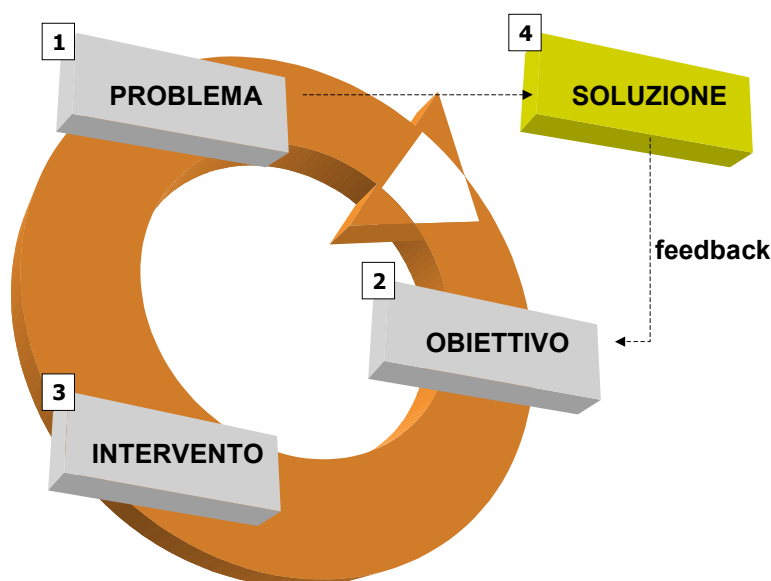 1
PROBLEMA
4
SOLUZIONE
feedback
2
OBIETTIVO
3
INTERVENTO